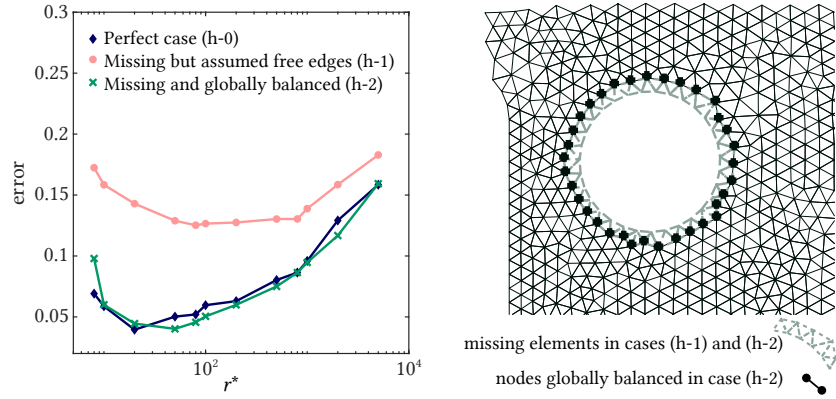 0.3
0.25
0.2
0.15
0.1
0.05
error
Perfect case (h-0)
Missing but assumed free edges (h-1)
Missing and globally balanced (h-2)
10^2
10^4
r*
missing elements in cases (h-1) and (h-2)
nodes globally balanced in case (h-2)